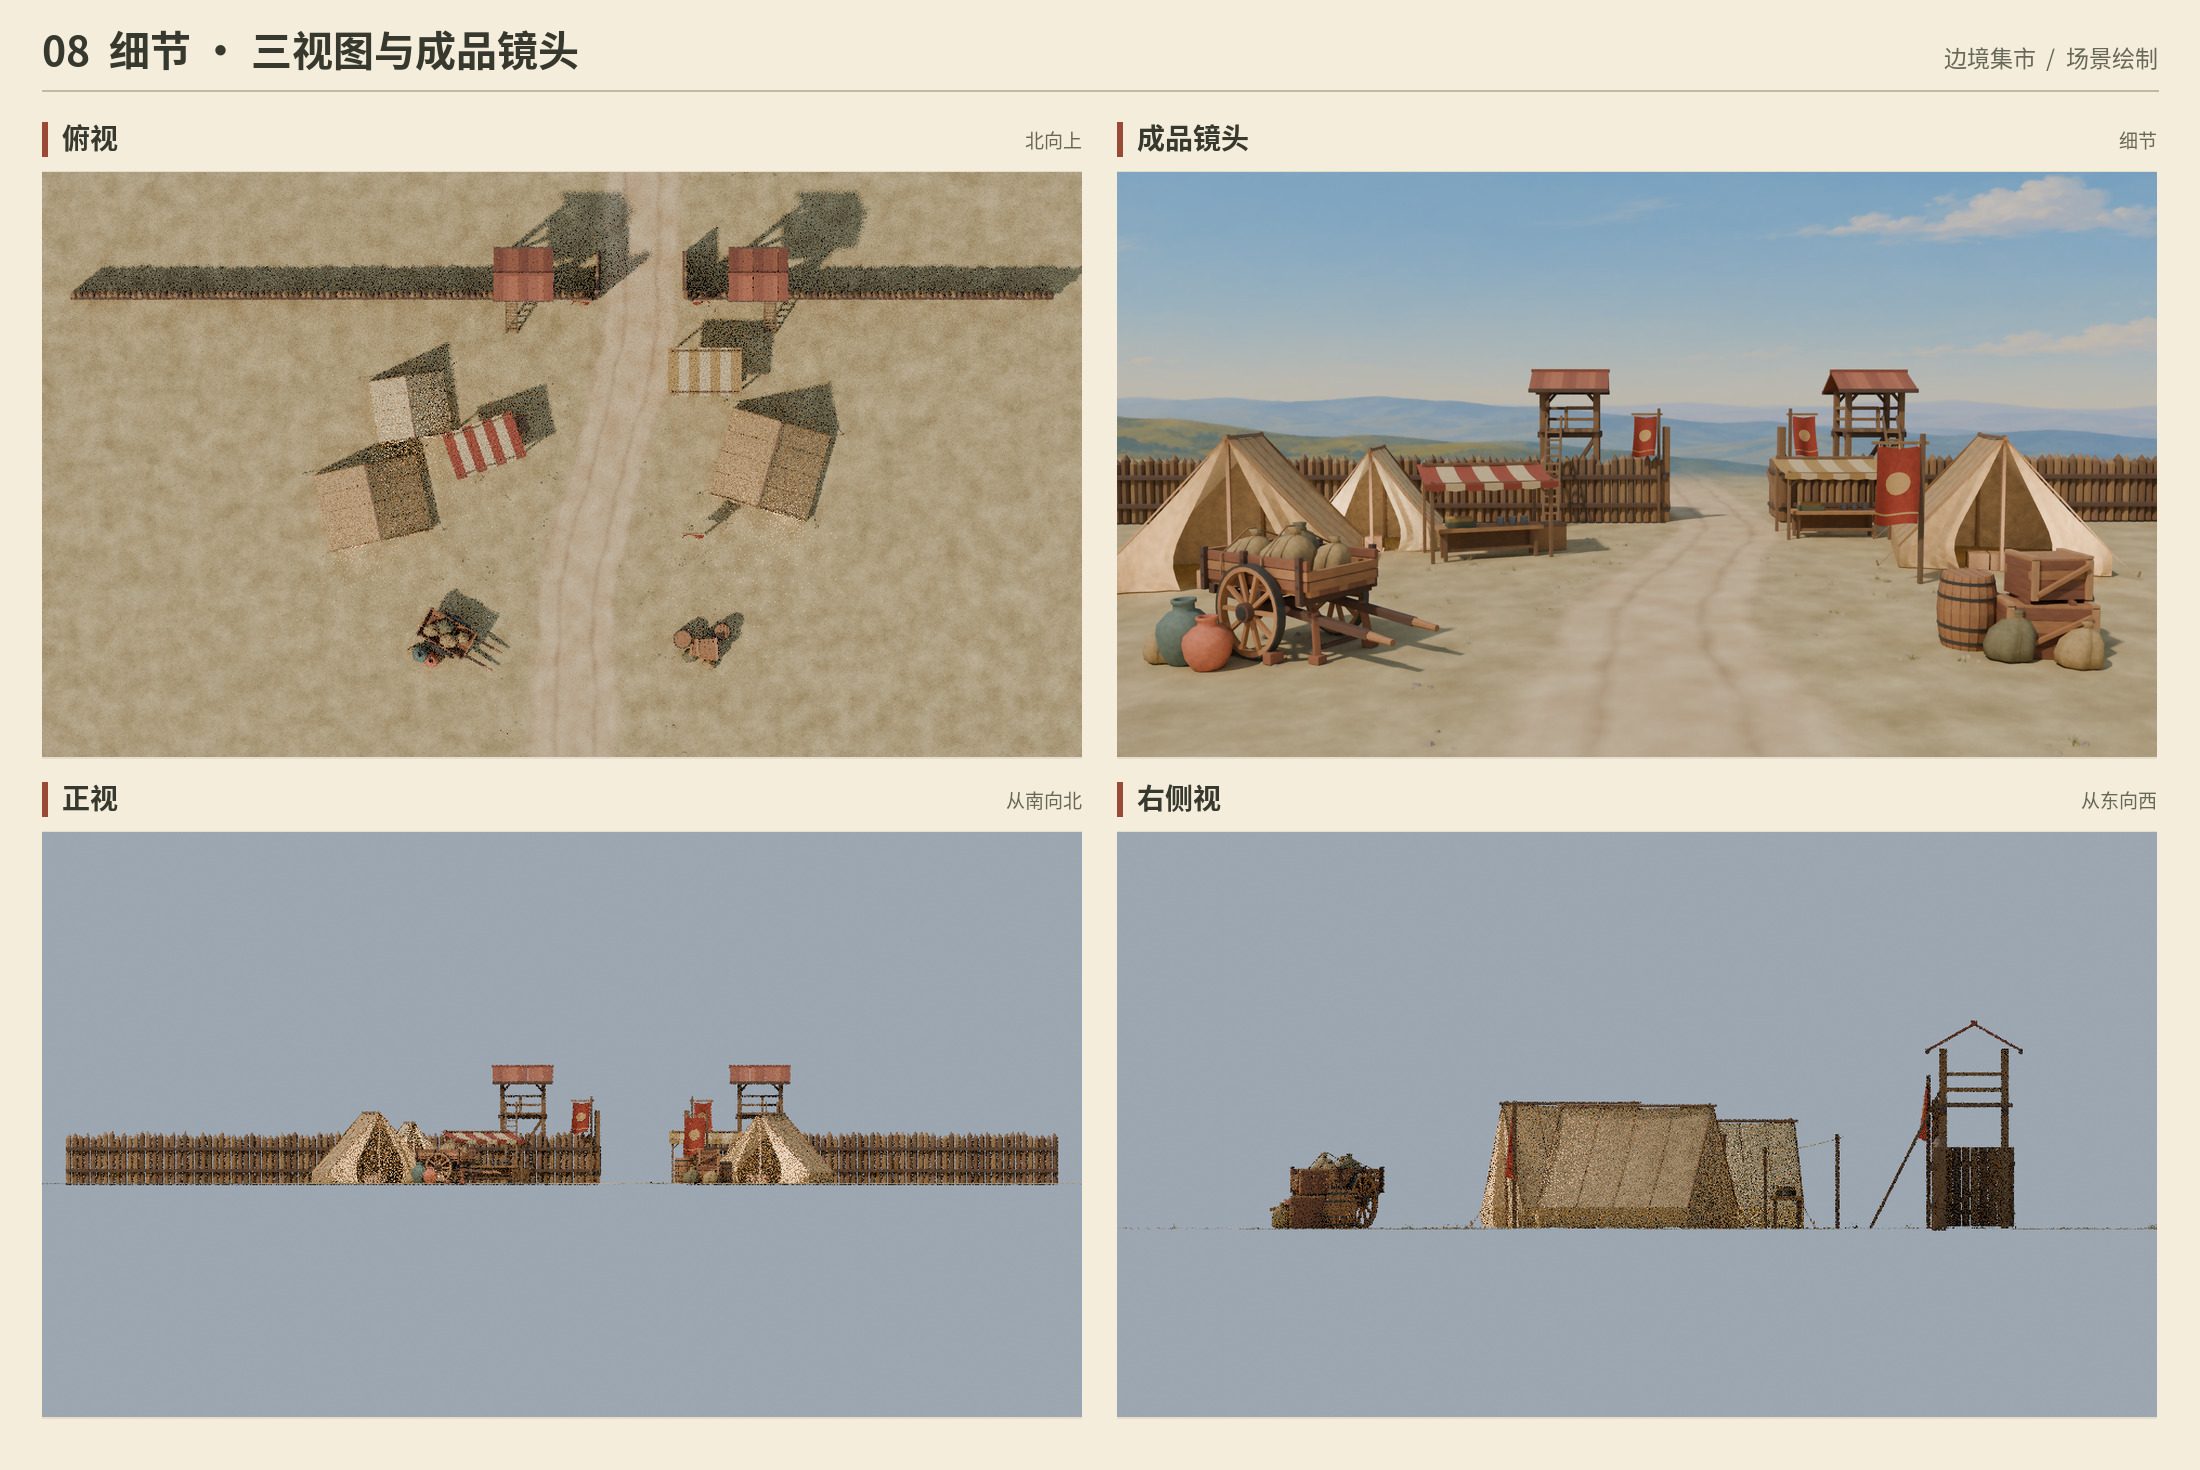 08 细节 · 三视图与成品镜头
边境集市 / 场景绘制
俯视
北向上
成品镜头
细节
正视
从南向北
右侧视
从东向西